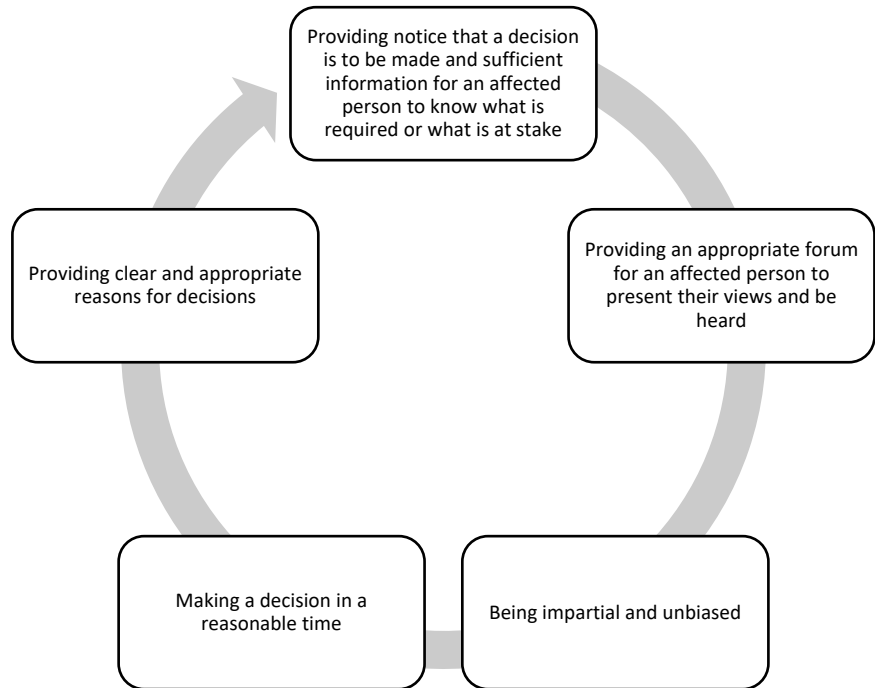 Providing notice that a decision
is to be made and sufficient
information for an affected
person to know what is
required or what is at stake
Providing an appropriate forum
for an affected person to
present their views and be
heard
Being impartial and unbiased
Making a decision in a
reasonable time
Providing clear and appropriate
reasons for decisions